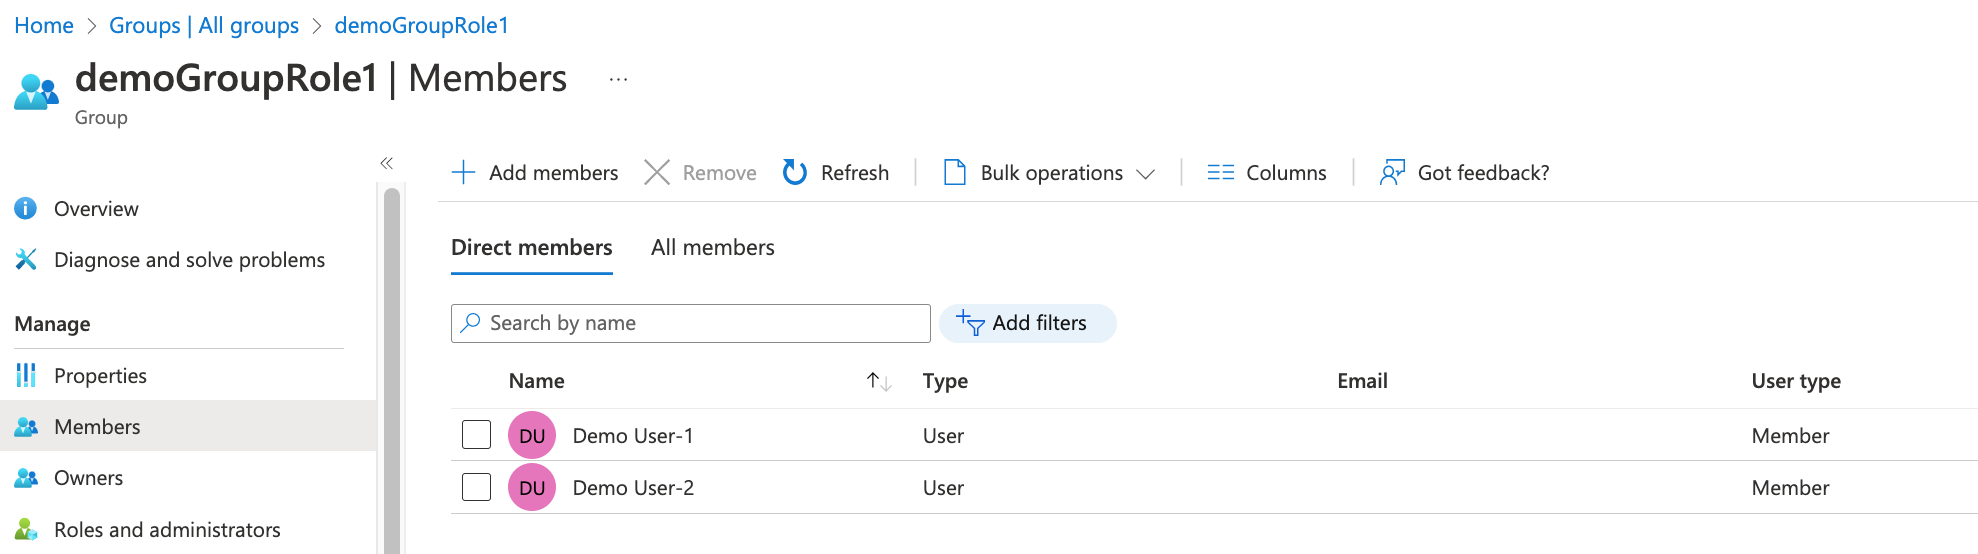 Home > Groups | All groups > demoGroupRole1
demoGroupRole1 | Members ...
Group
«
Overview
Diagnose and solve problems
Manage
Properties
Members
Owners
Roles and administrators
Add members Remove Refresh Bulk operations Columns Got feedback?
Direct members All members
Search by name Add filters
Name Type Email User type
DU Demo User-1 User Member
DU Demo User-2 User Member